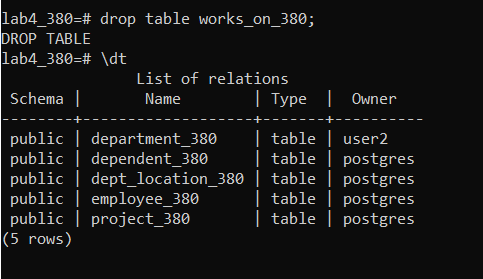 lab4_380=# drop table works_on_380;
DROP TABLE
lab4_380=# \dt
              List of relations
 Schema |       Name        | Type  |  Owner
--------+-------------------+-------+----------
 public | department_380    | table | user2
 public | dependent_380     | table | postgres
 public | dept_location_380 | table | postgres
 public | employee_380      | table | postgres
 public | project_380       | table | postgres
(5 rows)